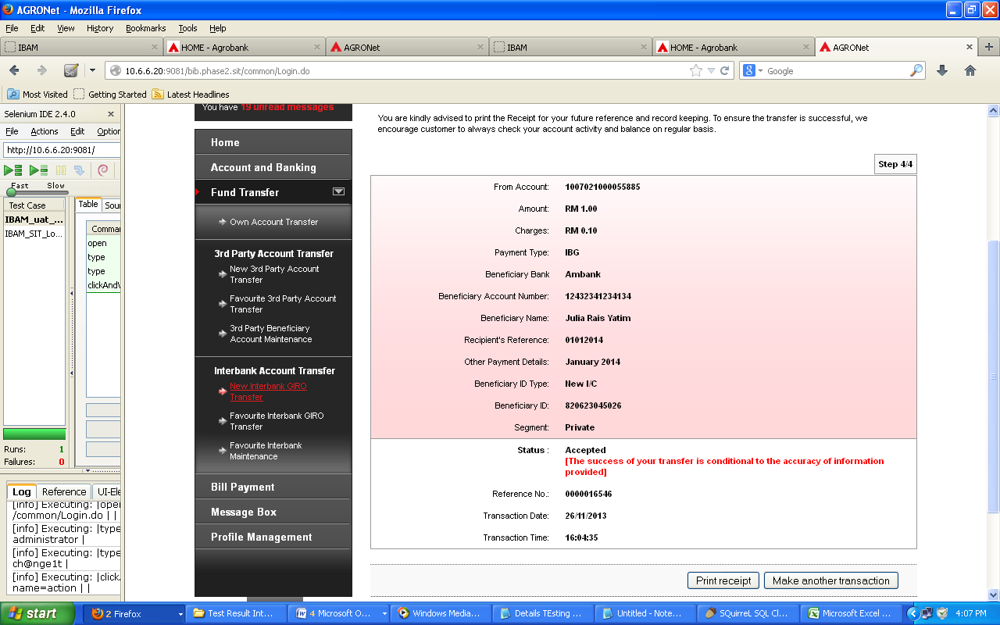 AGRONet - Mozilla Firefox
File Edit View History Bookmarks Tools Help
IBAM
HOME - Agrobank
AGRONet
IBAM
HOME - Agrobank
AGRONet
10.6.6.20:9081/bib.phase2.sit/common/Login.do
Google
Most Visited Getting Started Latest Headlines
Selenium IDE 2.4.0
File Actions Edit Option
http://10.6.6.20:9081/
Fast Slow
Test Case
IBAM_uat_...
IBAM_SIT_Lo...
Table Sour
Comma
open
type
type
clickAndV
Runs: 1
Failures: 0
Log Reference UI-Ele
[info] Executing: |ope
/common/Login.do | |
[info] Executing: |type
administrator |
[info] Executing: |type
ch@nge1t |
[info] Executing: |click
name=action | |
You have 19 unread messages
Home
Account and Banking
Fund Transfer
Own Account Transfer
3rd Party Account Transfer
New 3rd Party Account
Transfer
Favourite 3rd Party Account
Transfer
3rd Party Beneficiary
Account Maintenance
Interbank Account Transfer
New Interbank GIRO
Transfer
Favourite Interbank GIRO
Transfer
Favourite Interbank
Maintenance
Bill Payment
Message Box
Profile Management
You are kindly advised to print the Receipt for your future reference and record keeping. To ensure the transfer is successful, we
encourage customer to always check your account activity and balance on regular basis.
Step 4/4
From Account: 1007021000055885
Amount: RM 1.00
Charges: RM 0.10
Payment Type: IBG
Beneficiary Bank Ambank
Beneficiary Account Number: 12432341234134
Beneficiary Name: Julia Rais Yatim
Recipient's Reference: 01012014
Other Payment Details: January 2014
Beneficiary ID Type: New I/C
Beneficiary ID: 820623045026
Segment: Private
Status : Accepted
[The success of your transfer is conditional to the accuracy of information
provided]
Reference No.: 0000016546
Transaction Date: 26/11/2013
Transaction Time: 16:04:35
Print receipt Make another transaction
start
2 Firefox
Test Result Int...
4 Microsoft O...
Windows Media...
Details TEsting ...
Untitled - Note...
SQuirreL SQL Cl...
Microsoft Excel ...
4:07 PM